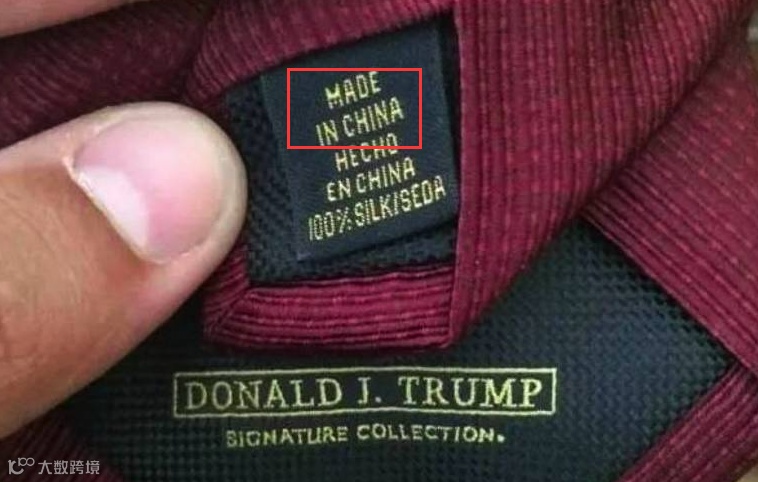 MADE
IN CHINA
HECHO
EN CHINA
100% SILK/SEDA
DONALD J. TRUMP
SIGNATURE COLLECTION.
大数跨境